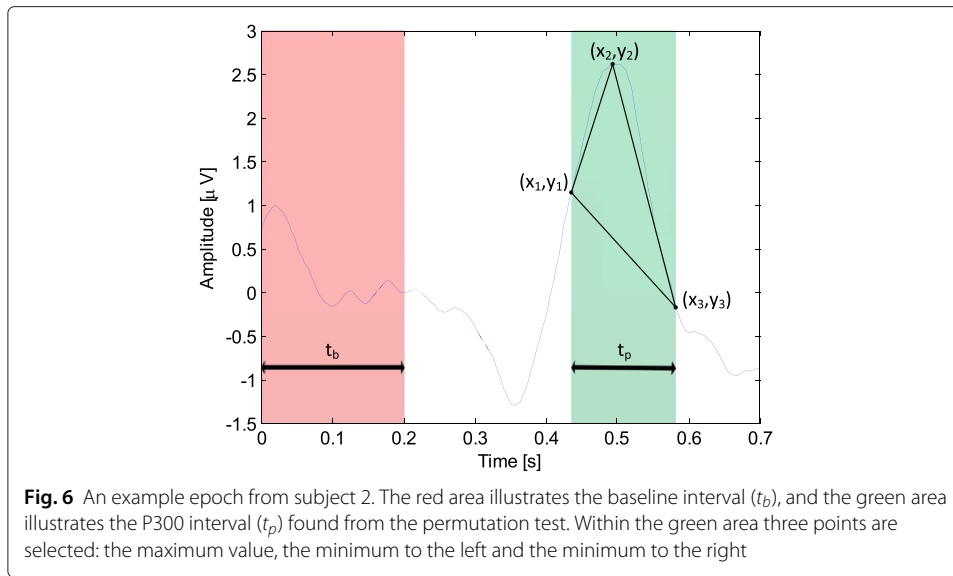 3
2.5
2
1.5
1
0.5
0
-0.5
-1
-1.5
Amplitude [μ V]
(x₂,y₂)
(x₁,y₁)
(x₃,y₃)
t_b
t_p
0 0.1 0.2 0.3 0.4 0.5 0.6 0.7
Time [s]
Fig. 6 An example epoch from subject 2. The red area illustrates the baseline interval (t_b), and the green area
illustrates the P300 interval (t_p) found from the permutation test. Within the green area three points are
selected: the maximum value, the minimum to the left and the minimum to the right